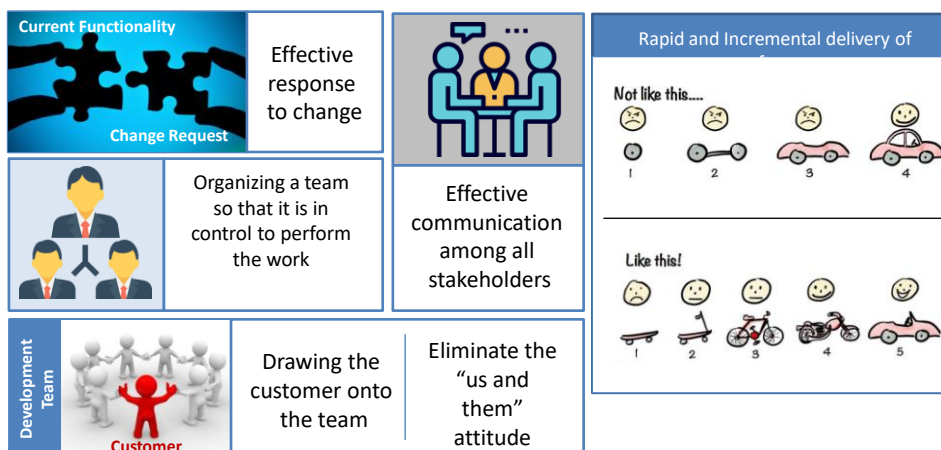 Current Functionality
Change Request
Effective
response
to change
Organizing a team
so that it is in
control to perform
the work
Effective
communication
among all
stakeholders
Development
Team
Customer
Drawing the
customer onto
the team
Eliminate the
“us and
them”
attitude
Rapid and Incremental delivery of
Not like this....
1 2 3 4
Like this!
1 2 3 4 5